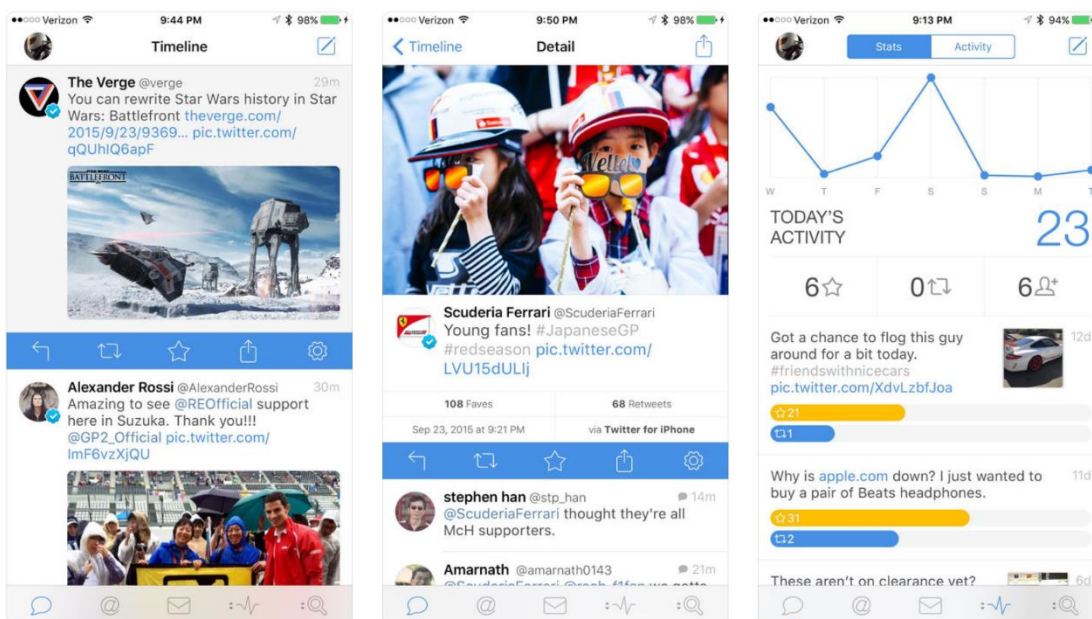 Verizon 9:44 PM 98%
Timeline
The Verge @verge 29m
You can rewrite Star Wars history in Star
Wars: Battlefront theverge.com/
2015/9/23/9369... pic.twitter.com/
qQUhIQ6apF
BATTLEFRONT
Alexander Rossi @AlexanderRossi 30m
Amazing to see @REOfficial support
here in Suzuka. Thank you!!!
@GP2_Official pic.twitter.com/
lmF6vzXjQU
Verizon 9:50 PM 98%
Timeline Detail
Vettel
Scuderia Ferrari @ScuderiaFerrari
Young fans! #JapaneseGP
#redseason pic.twitter.com/
LVU15dULlj
108 Faves 68 Retweets
Sep 23, 2015 at 9:21 PM via Twitter for iPhone
stephen han @stp_han 14m
@ScuderiaFerrari thought they're all
McH supporters.
Amarnath @amarnath0143 21m
Verizon 9:13 PM 94%
Stats Activity
W T F S S M T
TODAY'S
ACTIVITY
23
6 0 6
Got a chance to flog this guy 12d
around for a bit today.
#friendswithnicecars
pic.twitter.com/XdvLzbfJoa
21
1
Why is apple.com down? I just wanted to 11d
buy a pair of Beats headphones.
31
2
These aren't on clearance yet? 6d